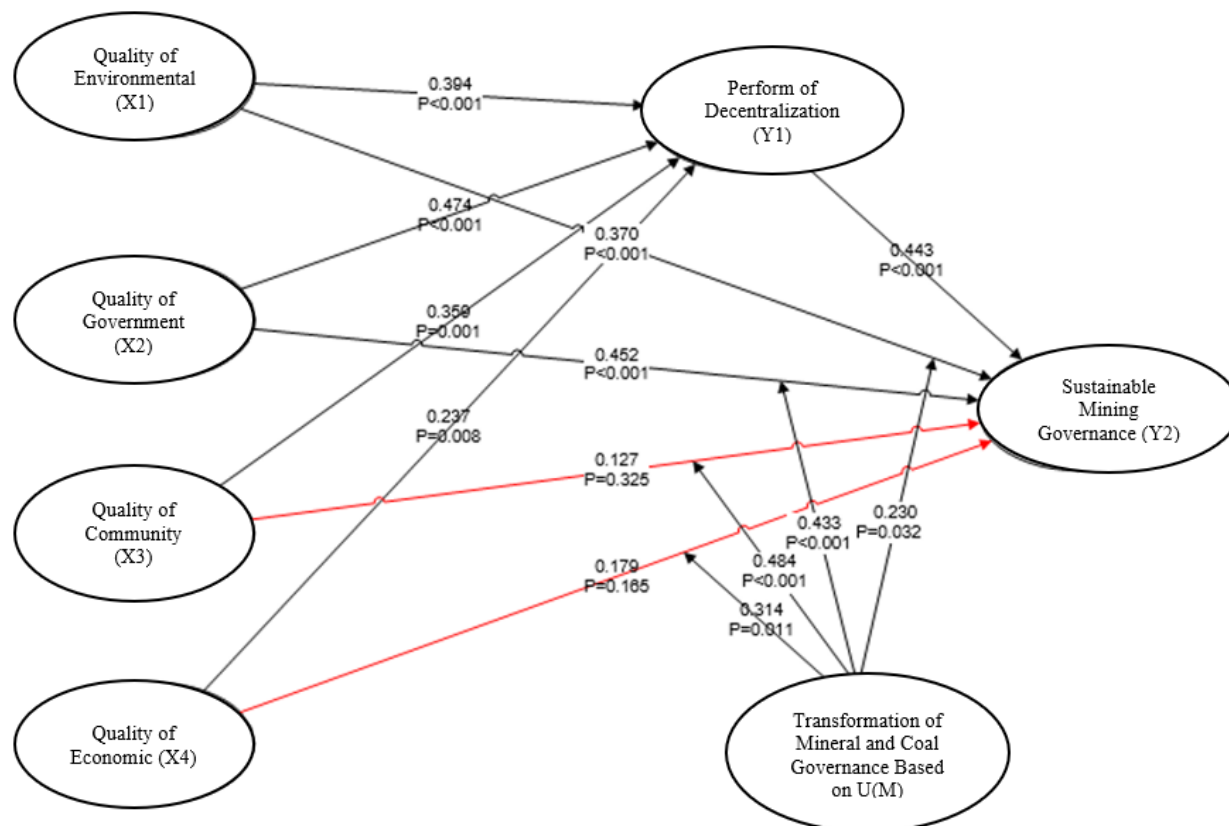 Quality of
Environmental
(X1)
0.394
P<0.001
Perform of
Decentralization
(Y1)
0.474
P<0.001
0.370
P<0.001
0.443
P<0.001
Quality of
Government
(X2)
0.359
P=0.001
0.452
P<0.001
Sustainable
Mining
Governance (Y2)
0.237
P=0.008
0.127
P=0.325
Quality of
Community
(X3)
0.433
P<0.001
0.230
P=0.032
0.484
P<0.001
0.179
P=0.165
0.314
P=0.011
Quality of
Economic (X4)
Transformation of
Mineral and Coal
Governance Based
on U(M)